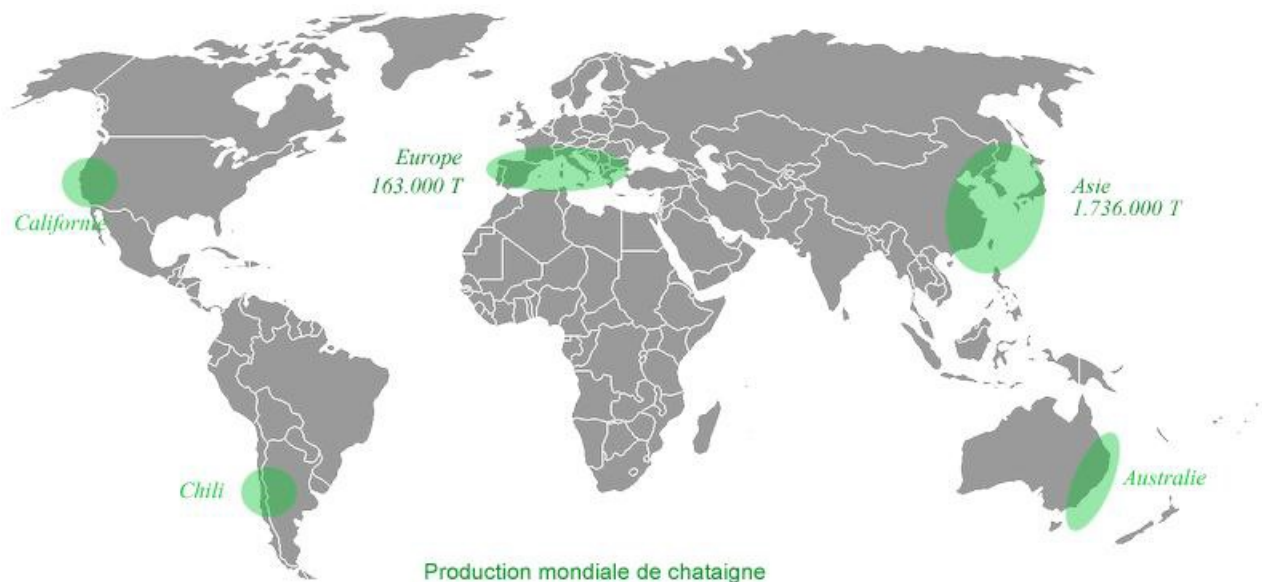 Europe
163.000 T
Asie
1.736.000 T
Californie
Chili
Australie
Production mondiale de chataigne